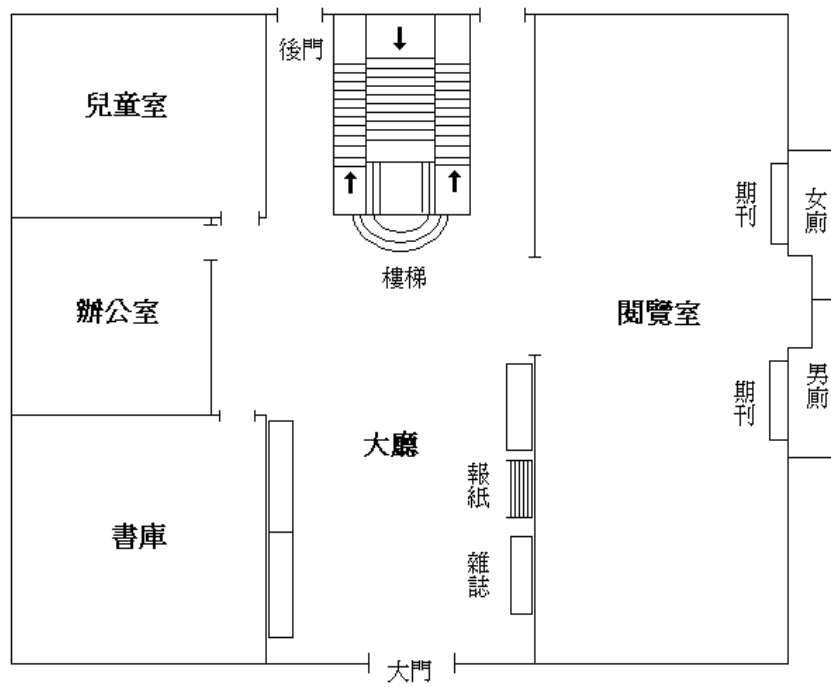 後門
兒童室
期刊
女廁
樓梯
辦公室
閱覽室
期刊
男廁
大廳
報紙
書庫
雜誌
大門